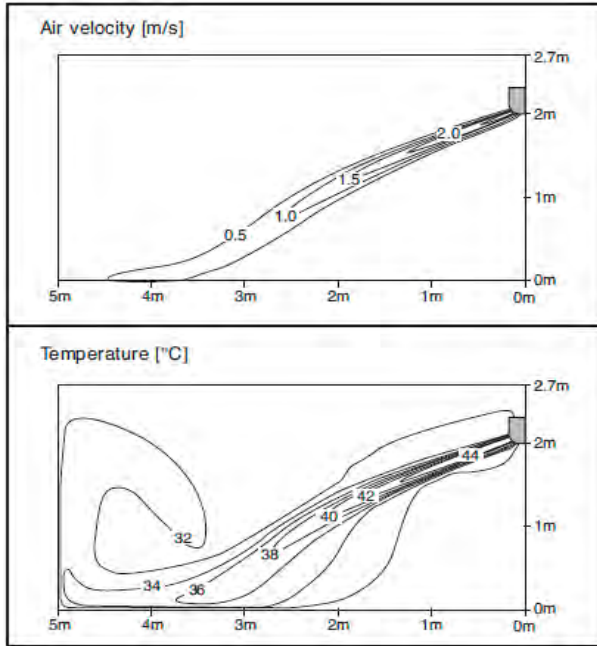 Air velocity [m/s]
2.7m
2m
2.0
1.5
1m
1.0
0.5
0m
5m 4m 3m 2m 1m 0m
Temperature [°C]
2.7m
2m
44
42
40
1m
32
38
34
36
0m
5m 4m 3m 2m 1m 0m